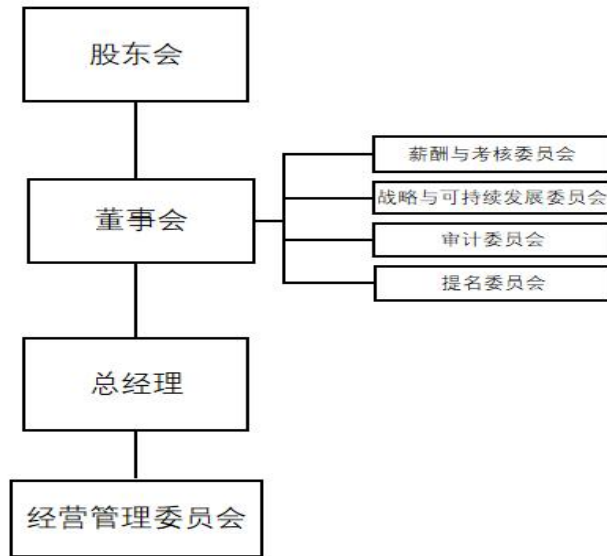 股东会
董事会
薪酬与考核委员会
战略与可持续发展委员会
审计委员会
提名委员会
总经理
经营管理委员会